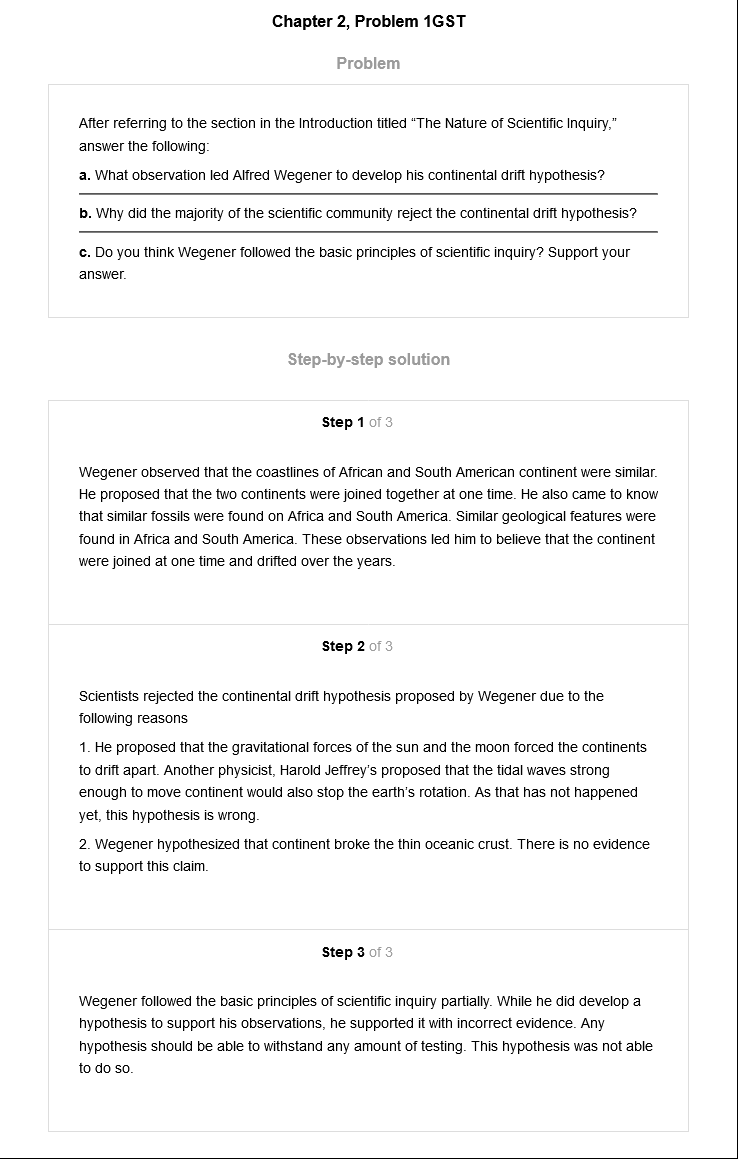 Chapter 2, Problem 1GST
Problem
After referring to the section in the Introduction titled “The Nature of Scientific Inquiry,”
answer the following:
a. What observation led Alfred Wegener to develop his continental drift hypothesis?
b. Why did the majority of the scientific community reject the continental drift hypothesis?
c. Do you think Wegener followed the basic principles of scientific inquiry? Support your
answer.
Step-by-step solution
Step 1 of 3
Wegener observed that the coastlines of African and South American continent were similar.
He proposed that the two continents were joined together at one time. He also came to know
that similar fossils were found on Africa and South America. Similar geological features were
found in Africa and South America. These observations led him to believe that the continent
were joined at one time and drifted over the years.
Step 2 of 3
Scientists rejected the continental drift hypothesis proposed by Wegener due to the
following reasons
1. He proposed that the gravitational forces of the sun and the moon forced the continents
to drift apart. Another physicist, Harold Jeffrey’s proposed that the tidal waves strong
enough to move continent would also stop the earth’s rotation. As that has not happened
yet, this hypothesis is wrong.
2. Wegener hypothesized that continent broke the thin oceanic crust. There is no evidence
to support this claim.
Step 3 of 3
Wegener followed the basic principles of scientific inquiry partially. While he did develop a
hypothesis to support his observations, he supported it with incorrect evidence. Any
hypothesis should be able to withstand any amount of testing. This hypothesis was not able
to do so.